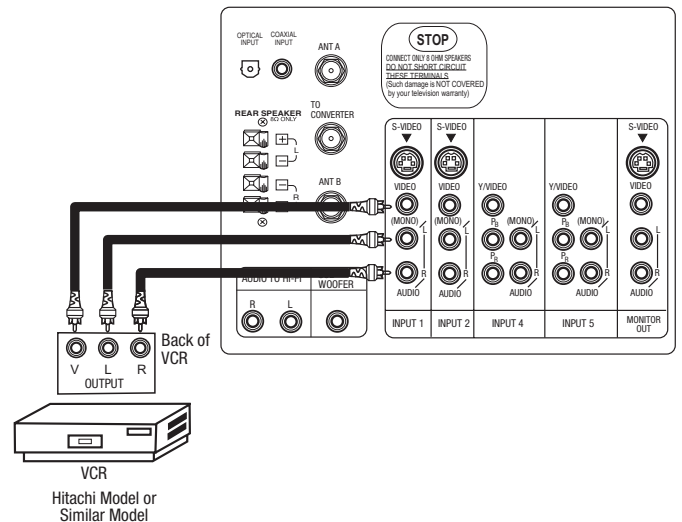 OPTICAL INPUT
COAXIAL INPUT
ANT A
STOP
CONNECT ONLY 8 OHM SPEAKERS
DO NOT SHORT CIRCUIT
THESE TERMINALS
(Such damage is NOT COVERED
by your television warranty)
TO
CONVERTER
REAR SPEAKER
8Ω ONLY
+
L
−
−
R
ANT B
S-VIDEO
S-VIDEO
S-VIDEO
VIDEO
VIDEO
Y/VIDEO
Y/VIDEO
VIDEO
(MONO)
(MONO)
PB
(MONO)
PB
(MONO)
L
L
L
L
L
PR
PR
R
R
R
R
R
AUDIO
AUDIO
AUDIO
AUDIO
AUDIO
AUDIO TO HI-FI
WOOFER
R
L
INPUT 1
INPUT 2
INPUT 4
INPUT 5
MONITOR
OUT
Back of
VCR
V
L
R
OUTPUT
VCR
Hitachi Model or
Similar Model